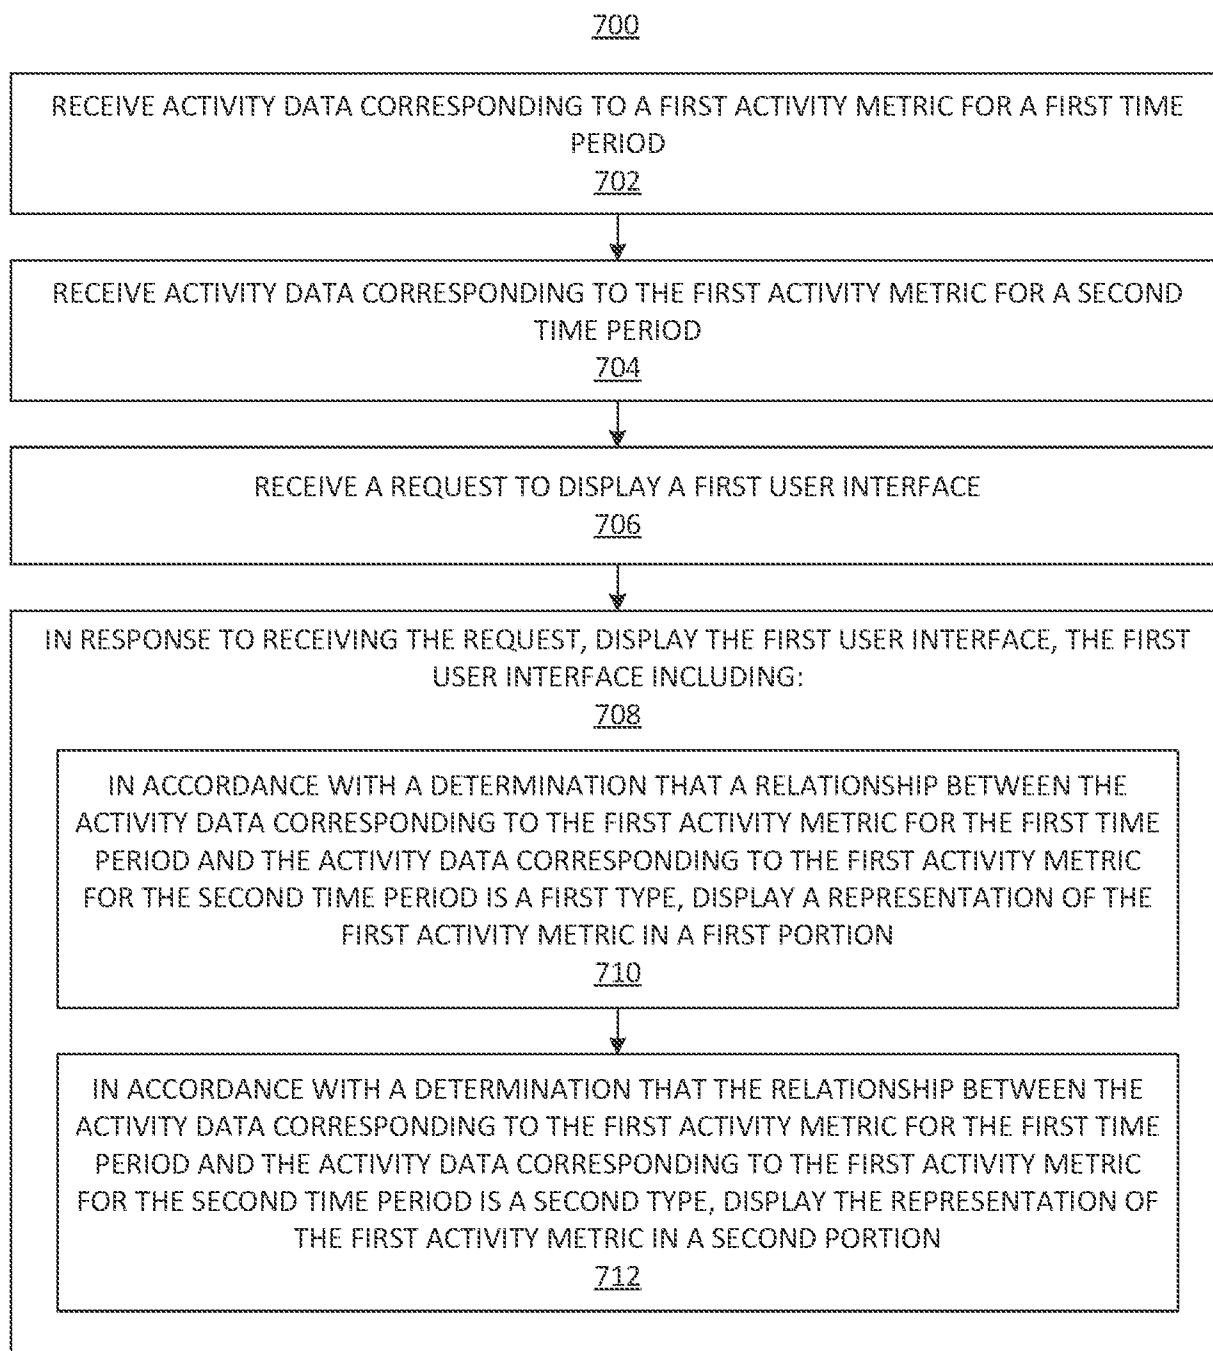 700
RECEIVE ACTIVITY DATA CORRESPONDING TO A FIRST ACTIVITY METRIC FOR A FIRST TIME
PERIOD
702
RECEIVE ACTIVITY DATA CORRESPONDING TO THE FIRST ACTIVITY METRIC FOR A SECOND
TIME PERIOD
704
RECEIVE A REQUEST TO DISPLAY A FIRST USER INTERFACE
706
IN RESPONSE TO RECEIVING THE REQUEST, DISPLAY THE FIRST USER INTERFACE, THE FIRST
USER INTERFACE INCLUDING:
708
IN ACCORDANCE WITH A DETERMINATION THAT A RELATIONSHIP BETWEEN THE
ACTIVITY DATA CORRESPONDING TO THE FIRST ACTIVITY METRIC FOR THE FIRST TIME
PERIOD AND THE ACTIVITY DATA CORRESPONDING TO THE FIRST ACTIVITY METRIC
FOR THE SECOND TIME PERIOD IS A FIRST TYPE, DISPLAY A REPRESENTATION OF THE
FIRST ACTIVITY METRIC IN A FIRST PORTION
710
IN ACCORDANCE WITH A DETERMINATION THAT THE RELATIONSHIP BETWEEN THE
ACTIVITY DATA CORRESPONDING TO THE FIRST ACTIVITY METRIC FOR THE FIRST TIME
PERIOD AND THE ACTIVITY DATA CORRESPONDING TO THE FIRST ACTIVITY METRIC
FOR THE SECOND TIME PERIOD IS A SECOND TYPE, DISPLAY THE REPRESENTATION OF
THE FIRST ACTIVITY METRIC IN A SECOND PORTION
712